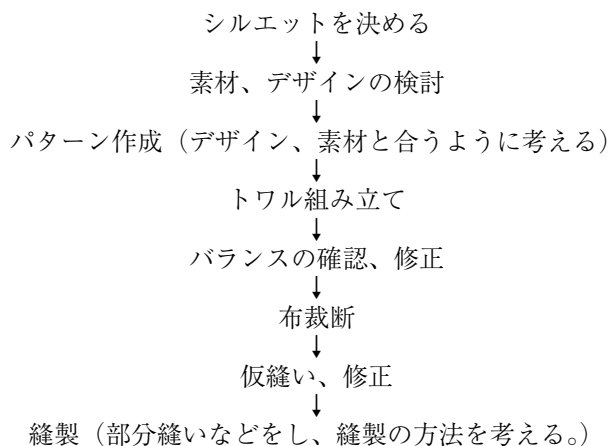 シルエットを決める
↓
素材、デザインの検討
↓
パターン作成（デザイン、素材と合うように考える）
↓
トワル組み立て
↓
バランスの確認、修正
↓
布裁断
↓
仮縫い、修正
↓
縫製（部分縫いなどをし、縫製の方法を考える。）